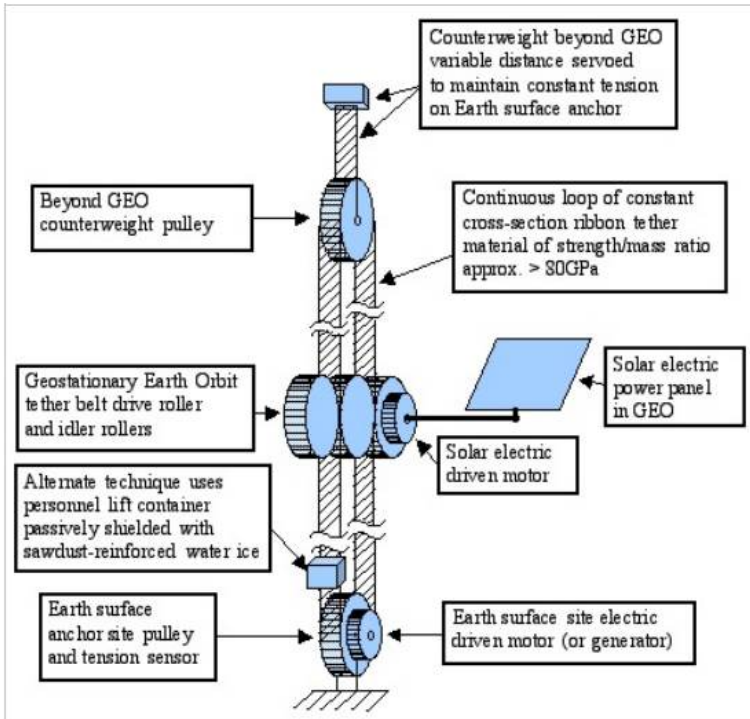 Counterweight beyond GEO
variable distance servoed
to maintain constant tension
on Earth surface anchor
Beyond GEO
counterweight pulley
Continuous loop of constant
cross-section ribbon tether
material of strength/mass ratio
approx. > 80GPa
Geostationary Earth Orbit
tether belt drive roller
and idler rollers
Solar electric
power panel
in GEO
Solar electric
driven motor
Alternate technique uses
personnel lift container
passively shielded with
sawdust-reinforced water ice
Earth surface
anchor site pulley
and tension sensor
Earth surface site electric
driven motor (or generator)